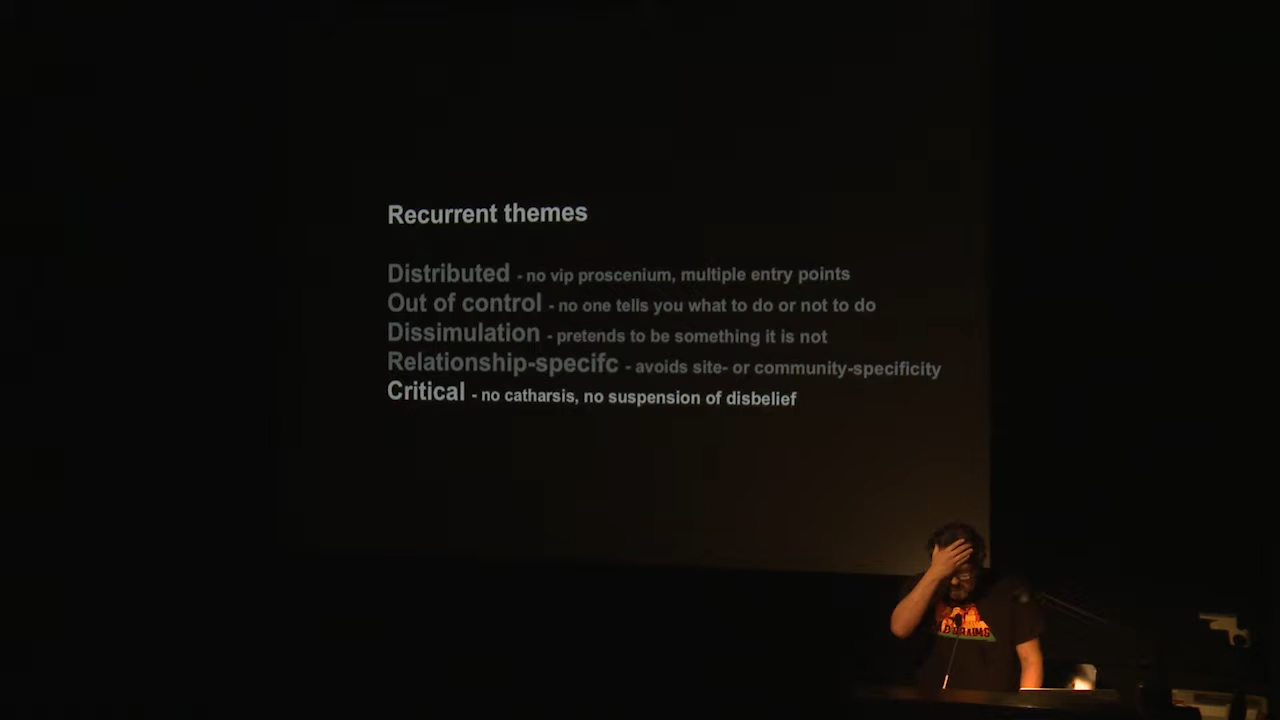 Recurrent themes
Distributed - no vip proscenium, multiple entry points
Out of control - no one tells you what to do or not to do
Dissimulation - pretends to be something it is not
Relationship-specifc - avoids site- or community-specificity
Critical - no catharsis, no suspension of disbelief